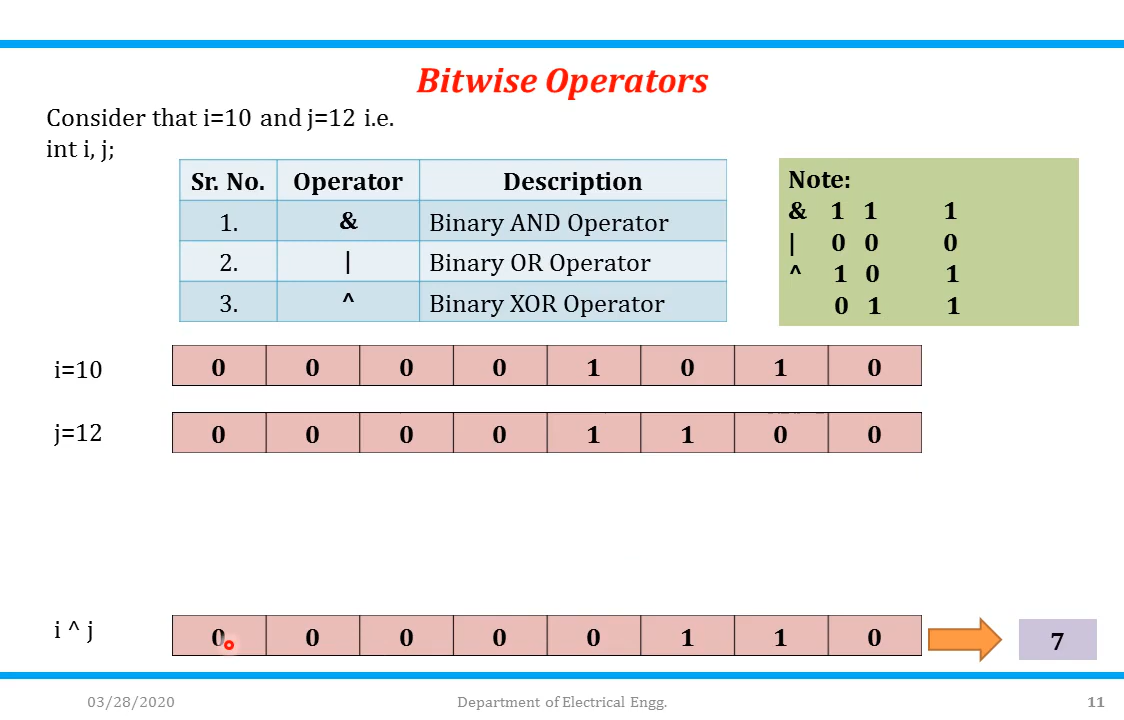 Bitwise Operators
Consider that i=10 and j=12 i.e.
int i, j;
Sr. No. Operator Description
1. & Binary AND Operator
2. | Binary OR Operator
3. ^ Binary XOR Operator
Note:
& 1 1 1
| 0 0 0
^ 1 0 1
0 1 1
i=10 0 0 0 0 1 0 1 0
j=12 0 0 0 0 1 1 0 0
i ^ j 0 0 0 0 0 1 1 0 7
03/28/2020 Department of Electrical Engg. 11